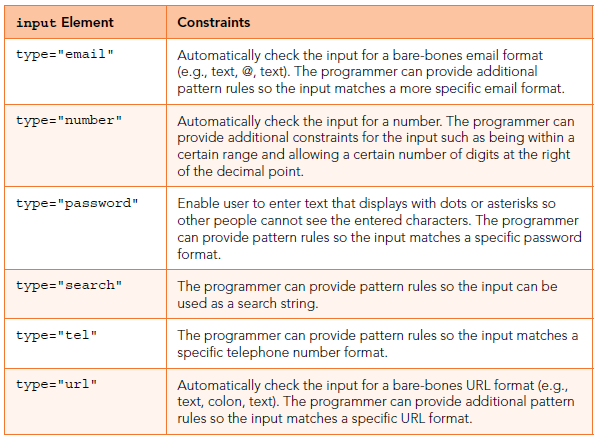 input Element
Constraints
type="email"
Automatically check the input for a bare-bones email format
(e.g., text, @, text). The programmer can provide additional
pattern rules so the input matches a more specific email format.
type="number"
Automatically check the input for a number. The programmer can
provide additional constraints for the input such as being within a
certain range and allowing a certain number of digits at the right
of the decimal point.
type="password"
Enable user to enter text that displays with dots or asterisks so
other people cannot see the entered characters. The programmer
can provide pattern rules so the input matches a specific password
format.
type="search"
The programmer can provide pattern rules so the input can be
used as a search string.
type="tel"
The programmer can provide pattern rules so the input matches a
specific telephone number format.
type="url"
Automatically check the input for a bare-bones URL format (e.g.,
text, colon, text). The programmer can provide additional pattern
rules so the input matches a specific URL format.